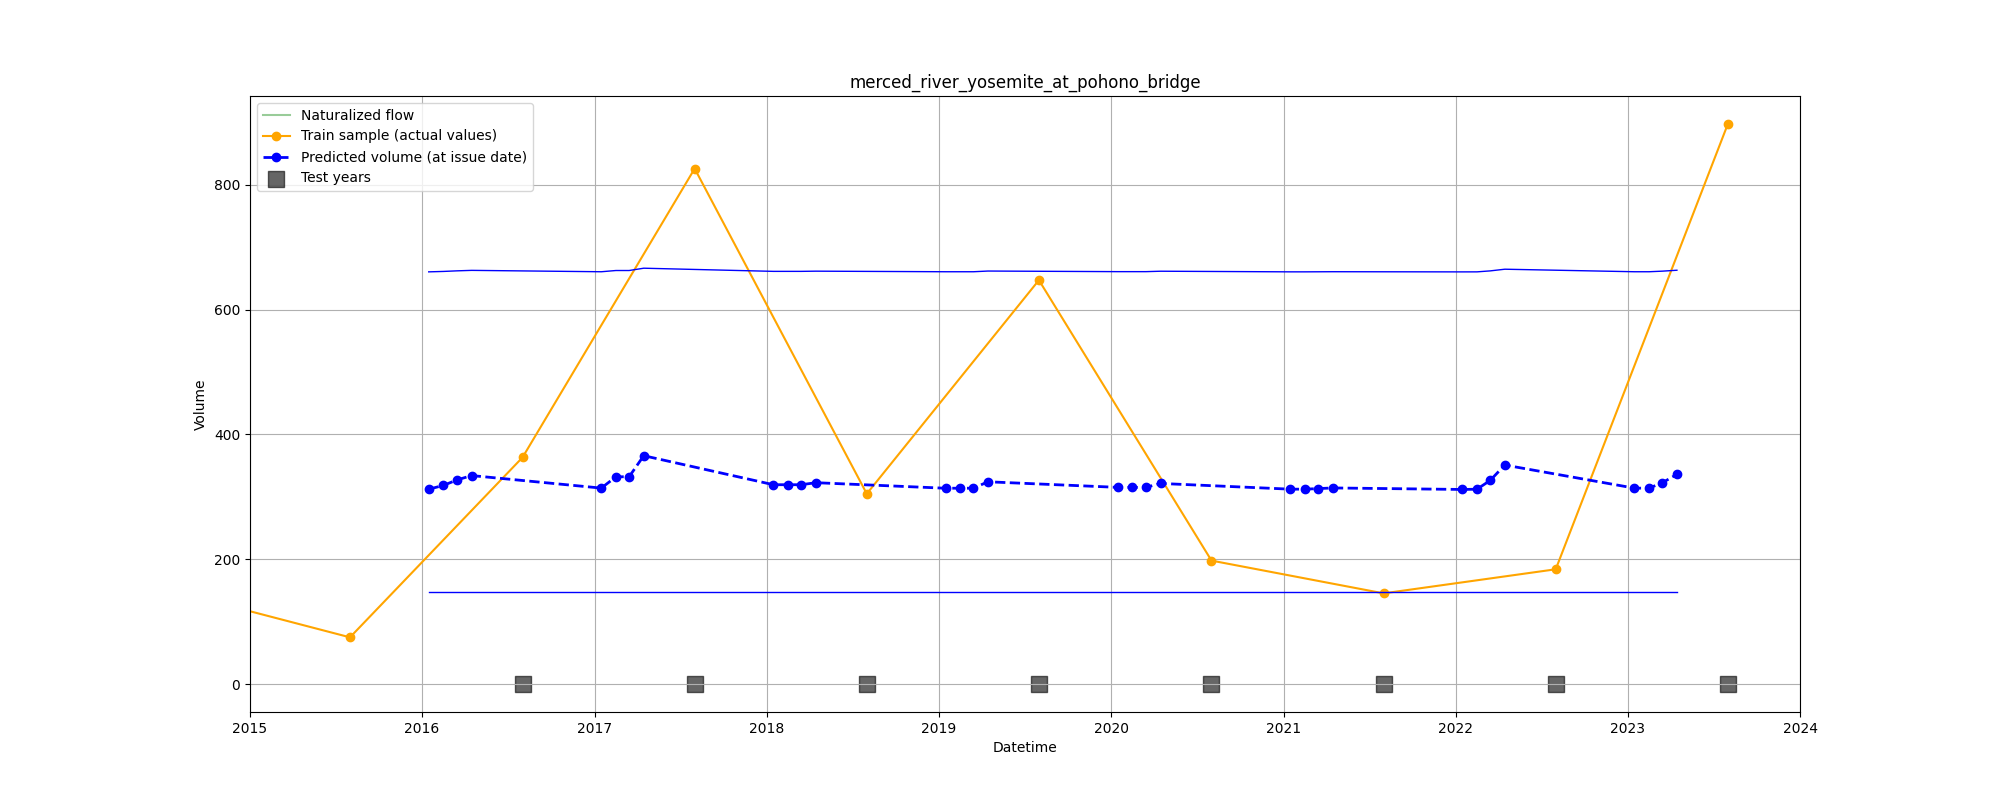 merced_river_yosemite_at_pohono_bridge
Naturalized flow
Train sample (actual values)
Predicted volume (at issue date)
Test years
800
600
400
200
0
Volume
2015 2016 2017 2018 2019 2020 2021 2022 2023 2024
Datetime